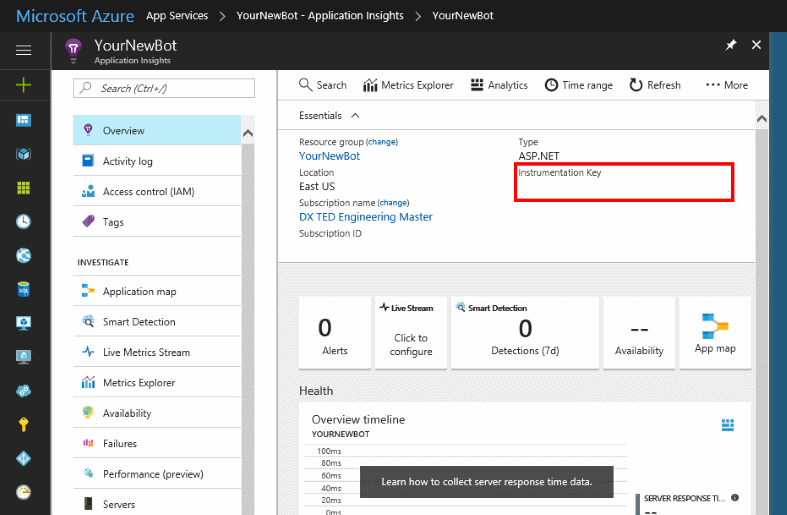 Microsoft Azure App Services > YourNewBot - Application Insights > YourNewBot
YourNewBot
Application Insights
Search (Ctrl+/)
Overview
Activity log
Access control (IAM)
Tags
INVESTIGATE
Application map
Smart Detection
Live Metrics Stream
Metrics Explorer
Availability
Failures
Performance (preview)
Servers
Search Metrics Explorer Analytics Time range Refresh ··· More
Essentials
Resource group (change)
YourNewBot
Location
East US
Subscription name (change)
DX TED Engineering Master
Subscription ID
Type
ASP.NET
Instrumentation Key
0
Alerts
Live Stream
Click to
configure
Smart Detection
0
Detections (7d)
--
Availability
App map
Health
Overview timeline
YOURNEWBOT
100ms
80ms
60ms
40ms
20ms
0ms
Learn how to collect server response time data.
SERVER RESPONSE TI...
--
SQL